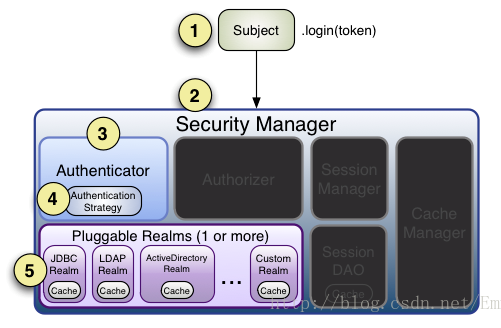 1
Subject
.login(token)
2
Security Manager
3
Authenticator
4
Authentication
Strategy
Authorizer
Session
Manager
Cache
Manager
Pluggable Realms (1 or more)
5
JDBC
Realm
Cache
LDAP
Realm
Cache
ActiveDirectory
Realm
Cache
...
Custom
Realm
Cache
Session
DAO
Cache
http://blog.csdn.net/Em